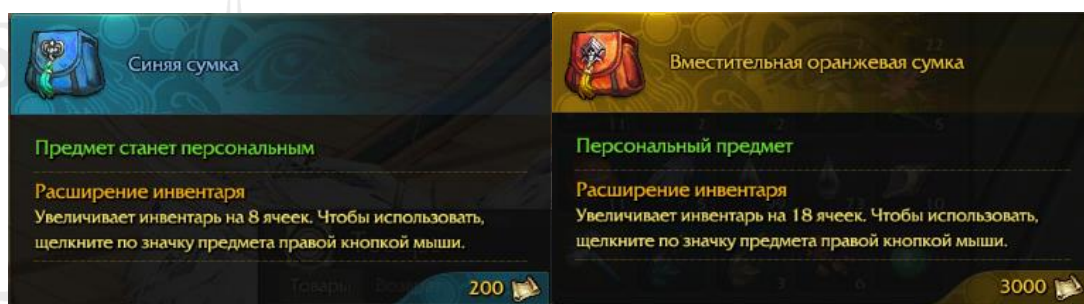 Синяя сумка
Предмет станет персональным
Расширение инвентаря
Увеличивает инвентарь на 8 ячеек. Чтобы использовать,
щелкните по значку предмета правой кнопкой мыши.
200
Вместительная оранжевая сумка
Персональный предмет
Расширение инвентаря
Увеличивает инвентарь на 18 ячеек. Чтобы использовать,
щелкните по значку предмета правой кнопкой мыши.
3000